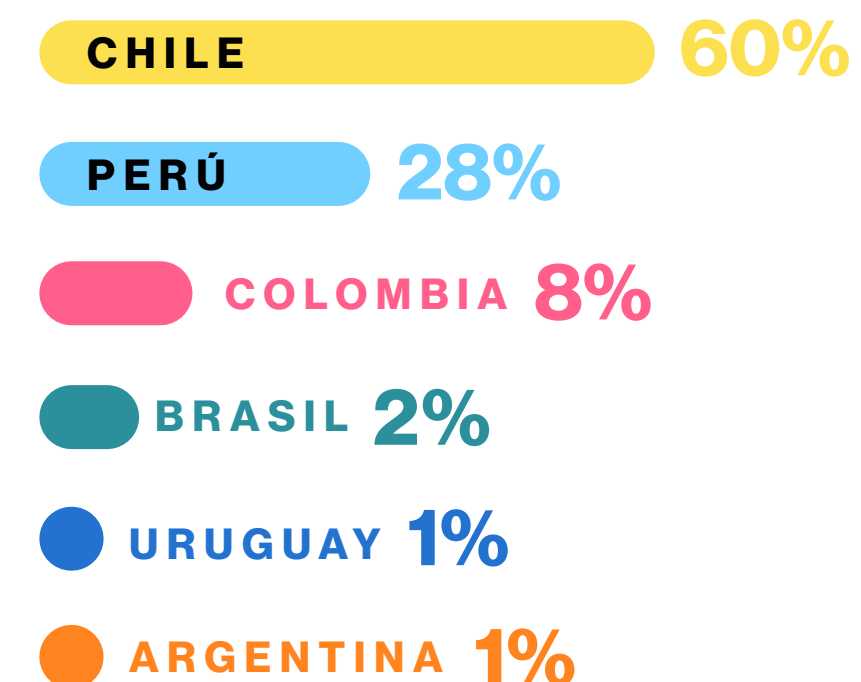 CHILE 60%
PERÚ 28%
COLOMBIA 8%
BRASIL 2%
URUGUAY 1%
ARGENTINA 1%